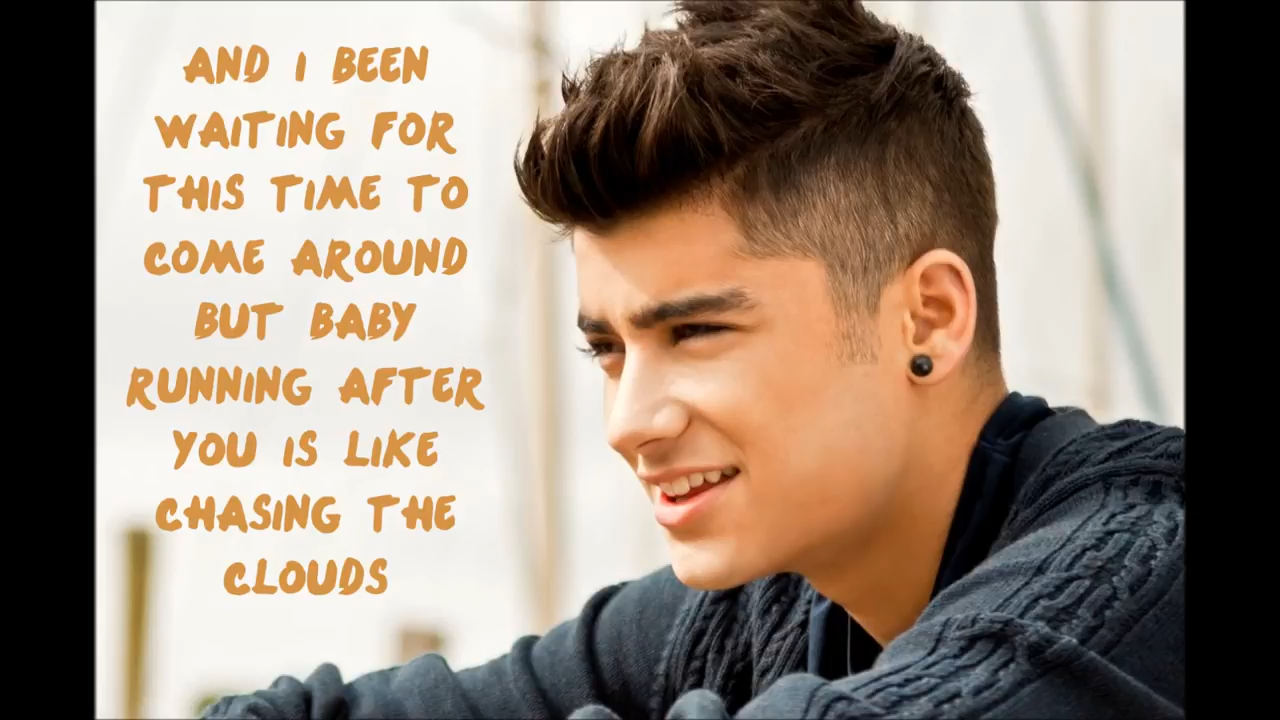 AND I BEEN
WAITING FOR
THIS TIME TO
COME AROUND
BUT BABY
RUNNING AFTER
YOU IS LIKE
CHASING THE
CLOUDS